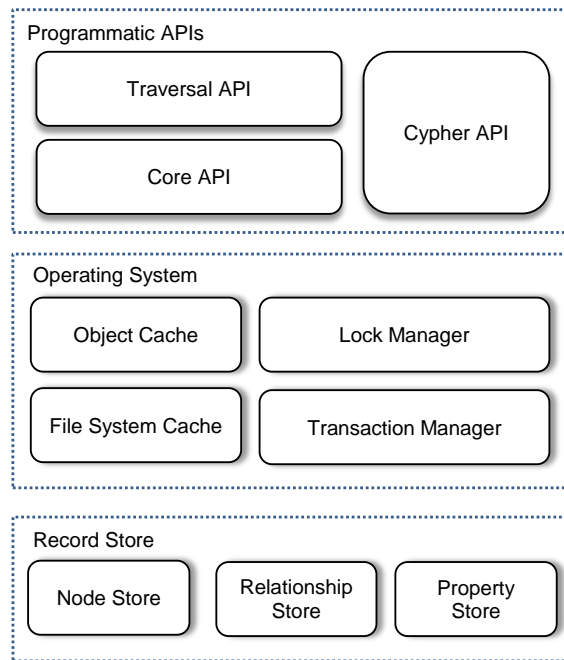 Programmatic APIs
Traversal API
Core API
Cypher API
Operating System
Object Cache
Lock Manager
File System Cache
Transaction Manager
Record Store
Node Store
Relationship
Store
Property
Store